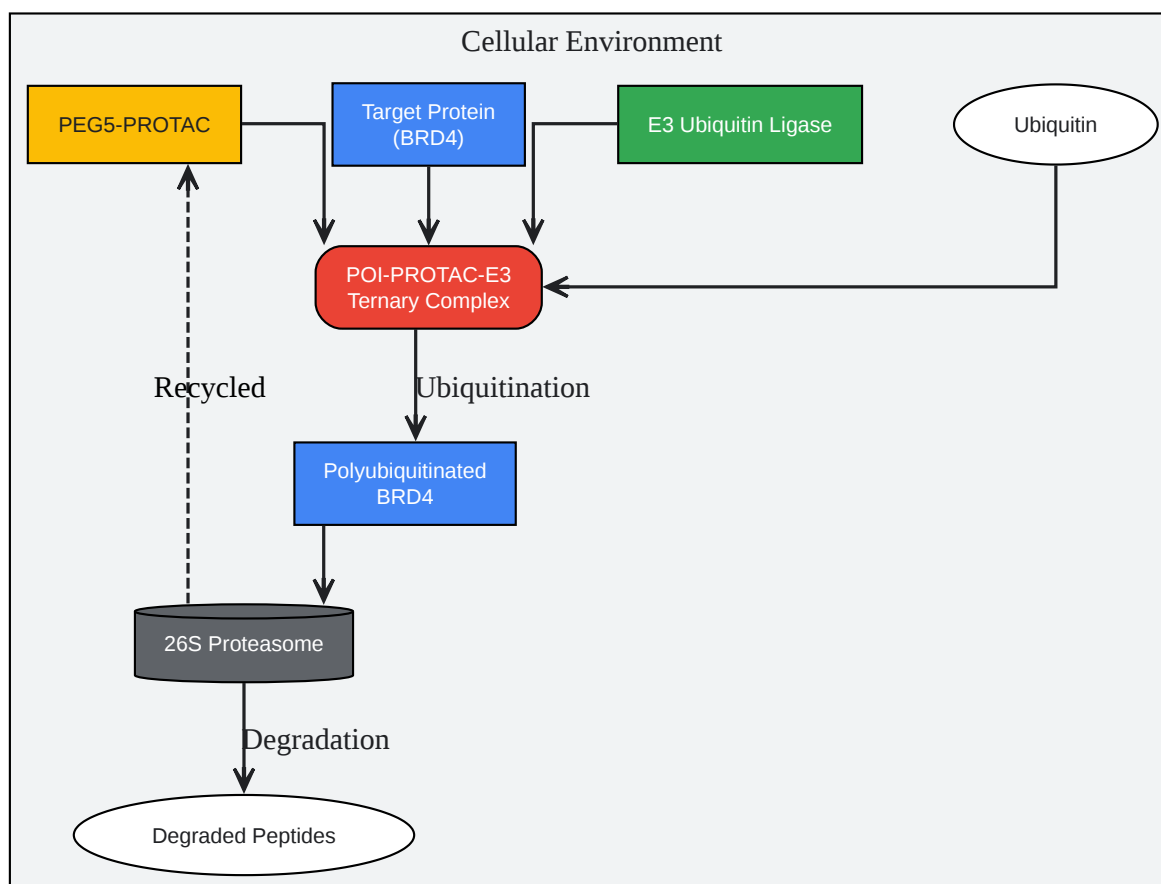 Cellular Environment
PEG5-PROTAC
Target Protein
(BRD4)
E3 Ubiquitin Ligase
Ubiquitin
POI-PROTAC-E3
Ternary Complex
Recycled
Ubiquitination
Polyubiquitinated
BRD4
26S Proteasome
Degradation
Degraded Peptides